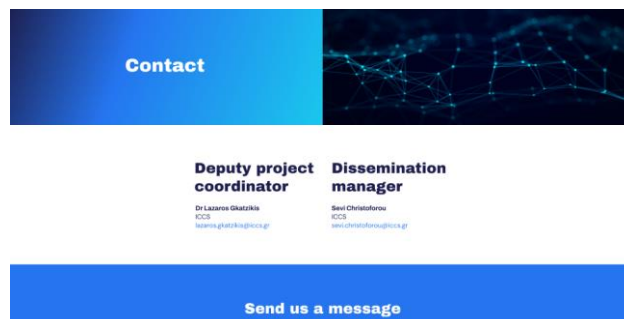 Contact
Deputy project
coordinator
Dr Lazaros Gkatzikis
ICCS
lazaros.gkatzikis@iccs.gr
Dissemination
manager
Sevi Christoforou
ICCS
sevi.christoforou@iccs.gr
Send us a message